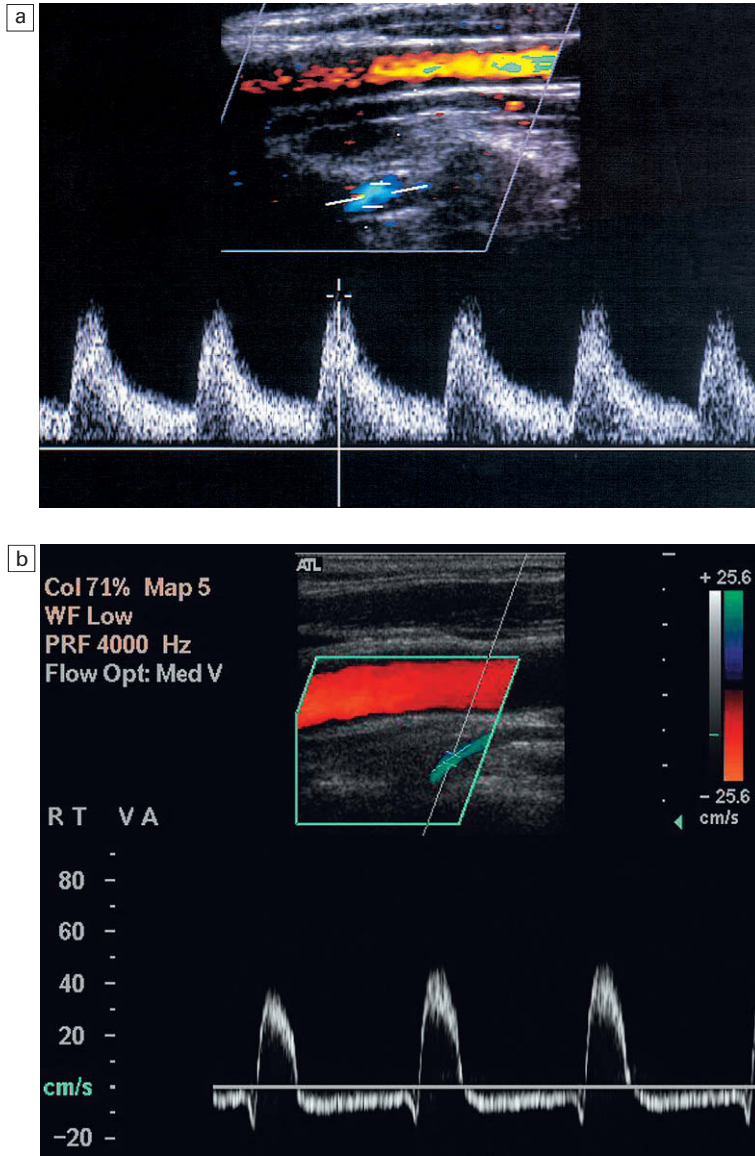 a
b
ATL
Col 71% Map 5
WF Low
PRF 4000 Hz
Flow Opt: Med V
+ 25.6
− 25.6
cm/s
RT VA
80
60
40
20
cm/s
−20